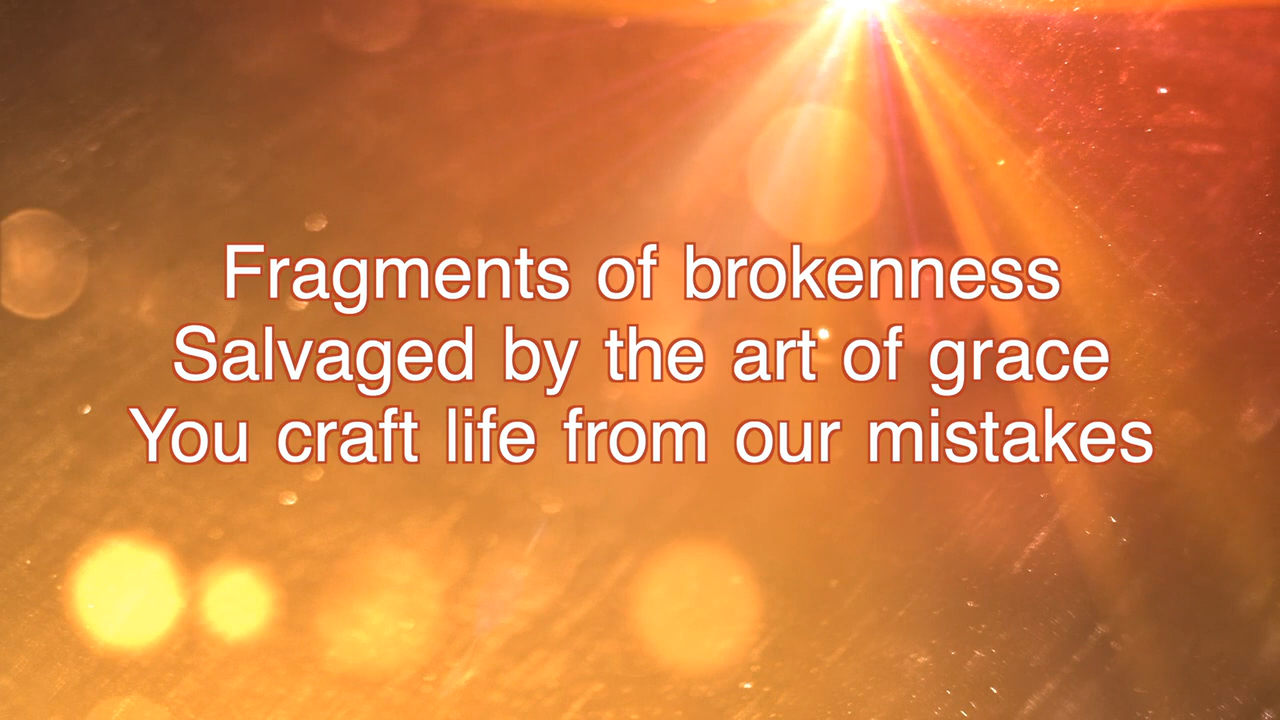 Fragments of brokenness
Salvaged by the art of grace
You craft life from our mistakes